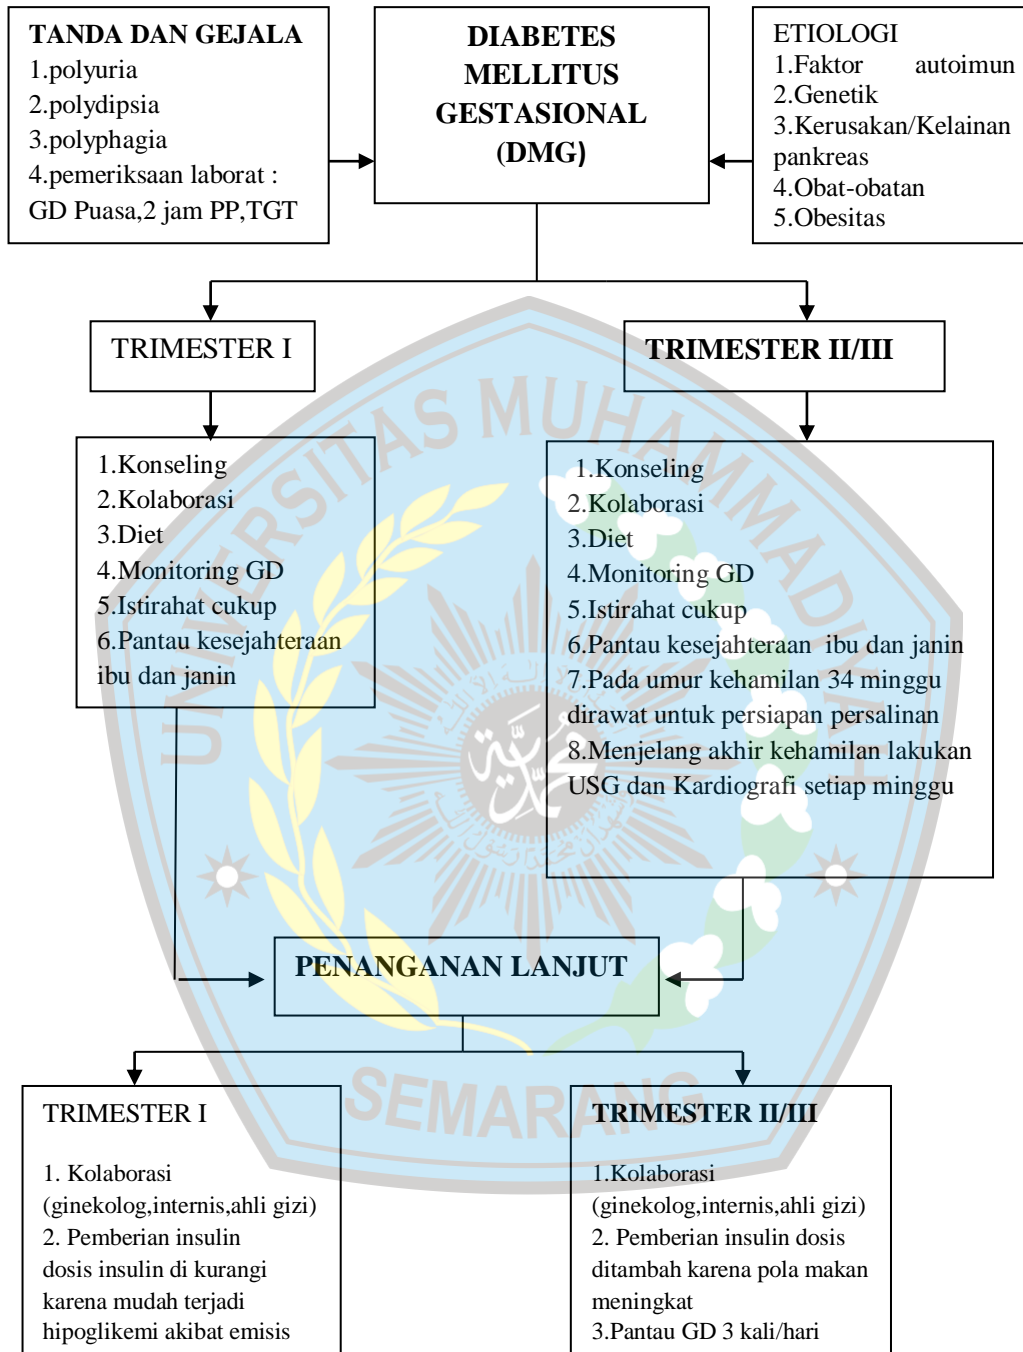 TANDA DAN GEJALA
1.polyuria
2.polydipsia
3.polyphagia
4.pemeriksaan laborat :
GD Puasa,2 jam PP,TGT
DIABETES
MELLITUS
GESTASIONAL
(DMG)
ETIOLOGI
1.Faktor autoimun
2.Genetik
3.Kerusakan/Kelainan
pankreas
4.Obat-obatan
5.Obesitas
TRIMESTER I
TRIMESTER II/III
1.Konseling
2.Kolaborasi
3.Diet
4.Monitoring GD
5.Istirahat cukup
6.Pantau kesejahteraan
ibu dan janin
1.Konseling
2.Kolaborasi
3.Diet
4.Monitoring GD
5.Istirahat cukup
6.Pantau kesejahteraan ibu dan janin
7.Pada umur kehamilan 34 minggu
dirawat untuk persiapan persalinan
8.Menjelang akhir kehamilan lakukan
USG dan Kardiografi setiap minggu
PENANGANAN LANJUT
TRIMESTER I
1. Kolaborasi
(ginekolog,internis,ahli gizi)
2. Pemberian insulin
dosis insulin di kurangi
karena mudah terjadi
hipoglikemi akibat emisis
TRIMESTER II/III
1.Kolaborasi
(ginekolog,internis,ahli gizi)
2. Pemberian insulin dosis
ditambah karena pola makan
meningkat
3.Pantau GD 3 kali/hari
UNIVERSITAS MUHAMMADIYAH
SEMARANG